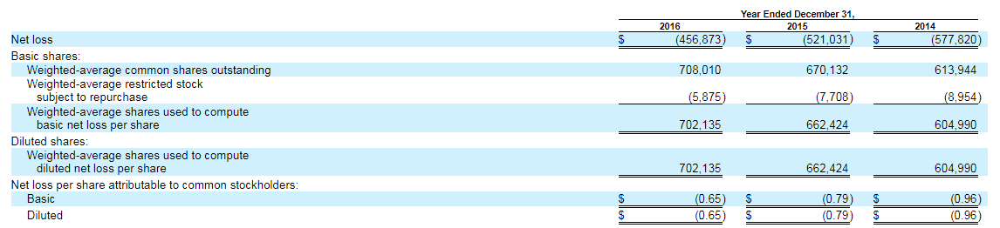 Year Ended December 31,
2016 2015 2014
Net loss $ (456,873) $ (521,031) $ (577,820)
Basic shares:
Weighted-average common shares outstanding 708,010 670,132 613,944
Weighted-average restricted stock
subject to repurchase (5,875) (7,708) (8,954)
Weighted-average shares used to compute
basic net loss per share 702,135 662,424 604,990
Diluted shares:
Weighted-average shares used to compute
diluted net loss per share 702,135 662,424 604,990
Net loss per share attributable to common stockholders:
Basic $ (0.65) $ (0.79) $ (0.96)
Diluted $ (0.65) $ (0.79) $ (0.96)